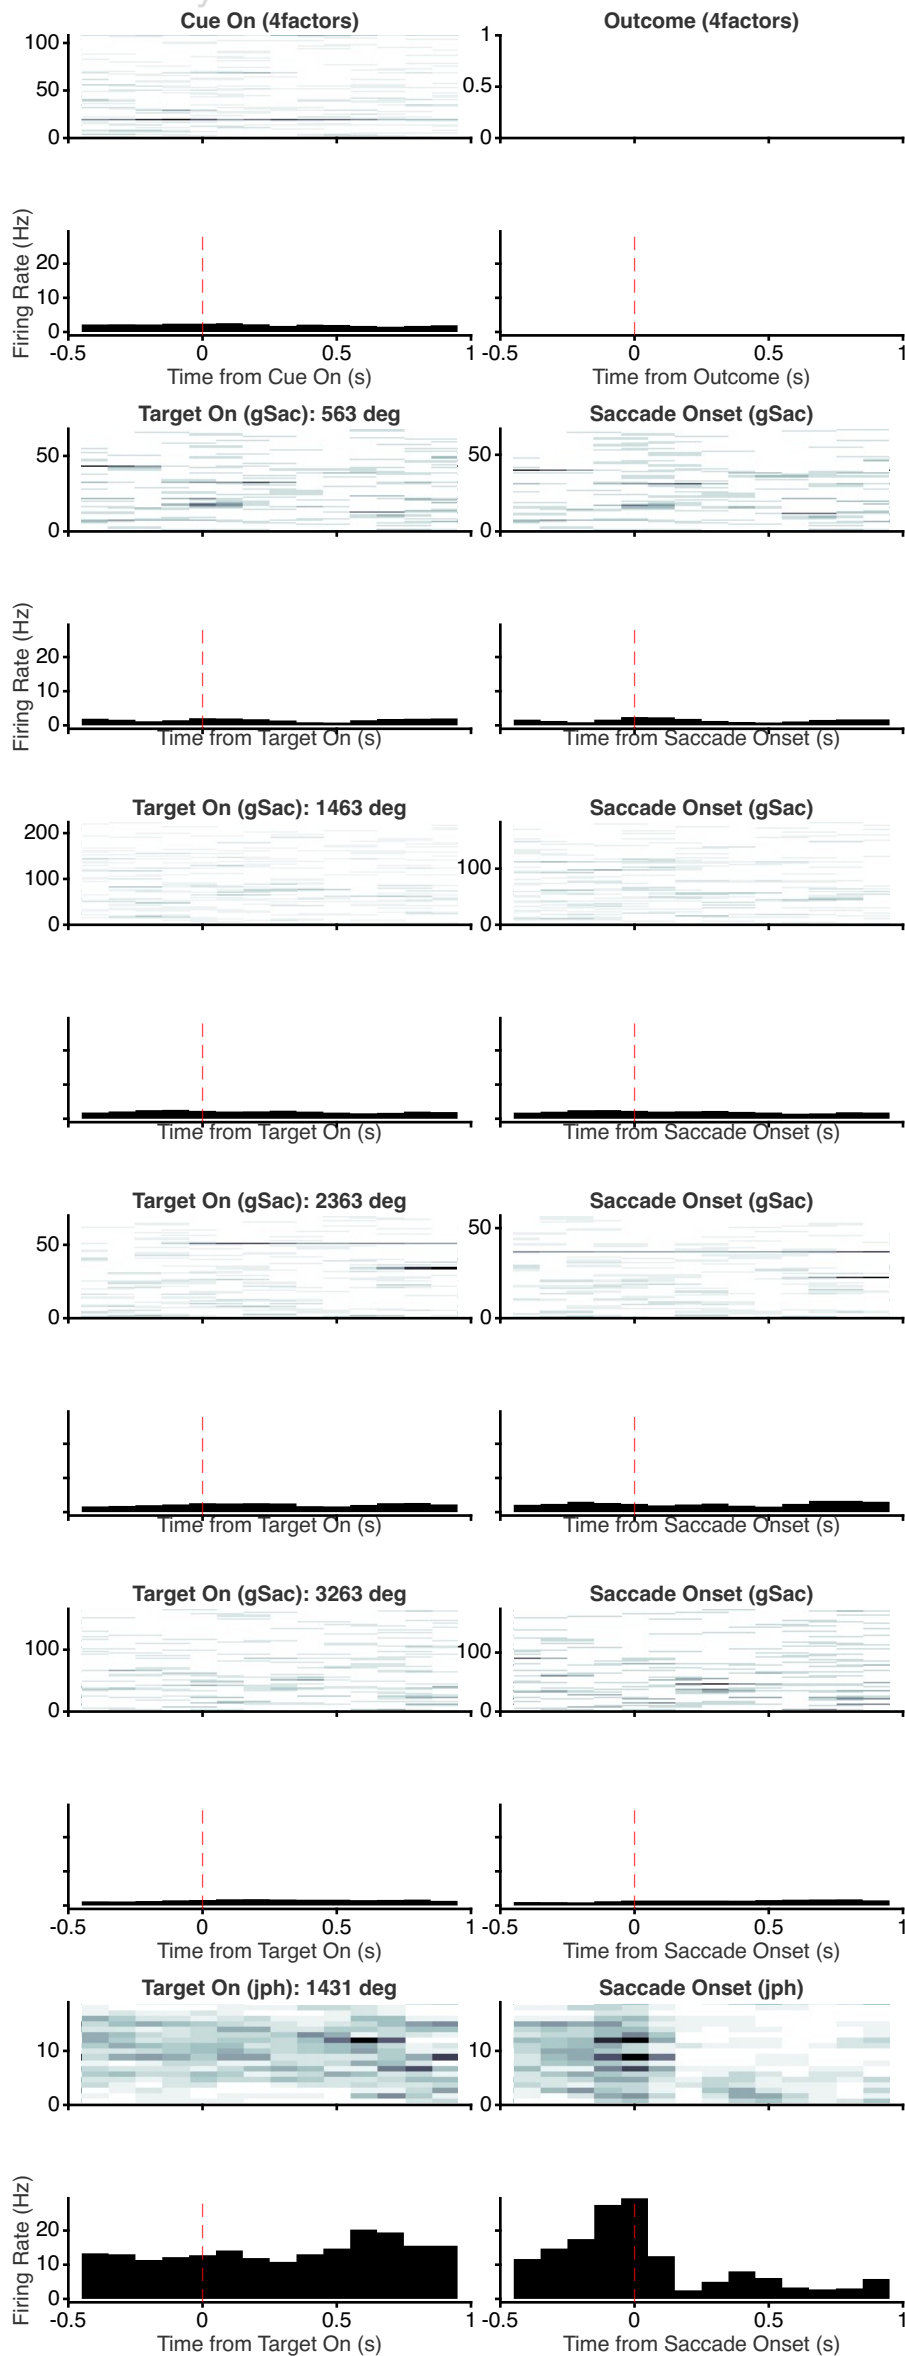 Cue On (4factors) Outcome (4factors)
100 50 0 1 0.5 0
Firing Rate (Hz)
20 10 0
-0.5 0 0.5 1 -0.5 0 0.5 1
Time from Cue On (s) Time from Outcome (s)
Target On (gSac): 563 deg Saccade Onset (gSac)
50 0 50 0
Firing Rate (Hz)
20 10 0
Time from Target On (s) Time from Saccade Onset (s)
Target On (gSac): 1463 deg Saccade Onset (gSac)
200 100 0 100 0
Time from Target On (s) Time from Saccade Onset (s)
Target On (gSac): 2363 deg Saccade Onset (gSac)
50 0 50 0
Time from Target On (s) Time from Saccade Onset (s)
Target On (gSac): 3263 deg Saccade Onset (gSac)
100 0 100 0
-0.5 0 0.5 1 -0.5 0 0.5 1
Time from Target On (s) Time from Saccade Onset (s)
Target On (jph): 1431 deg Saccade Onset (jph)
10 0 10 0
Firing Rate (Hz)
20 10 0
-0.5 0 0.5 1 -0.5 0 0.5 1
Time from Target On (s) Time from Saccade Onset (s)